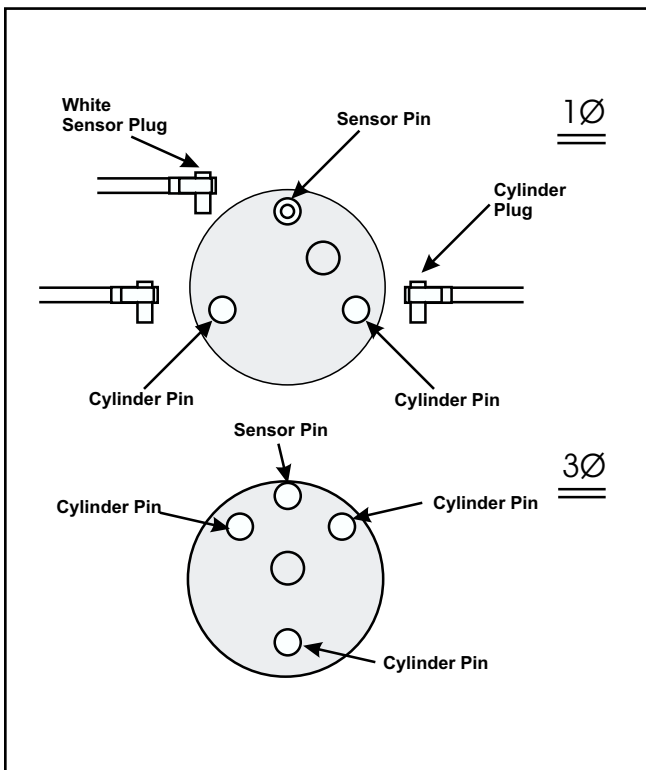 White
Sensor Plug
Sensor Pin
1Ø
Cylinder
Plug
Cylinder Pin
Cylinder Pin
Sensor Pin
3Ø
Cylinder Pin
Cylinder Pin
Cylinder Pin